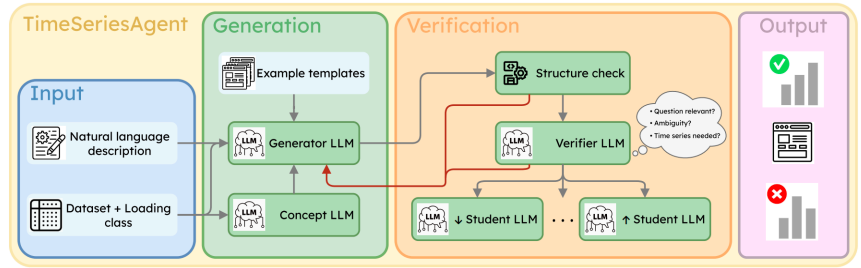 TimeSeriesAgent
Generation
Verification
Output
Input
Example templates
Structure check
Natural language
description
LLM
Generator LLM
LLM
Verifier LLM
• Question relevant?
• Ambiguity?
• Time series needed?
Dataset + Loading
class
LLM
Concept LLM
LLM
↓ Student LLM
• • •
LLM
↑ Student LLM